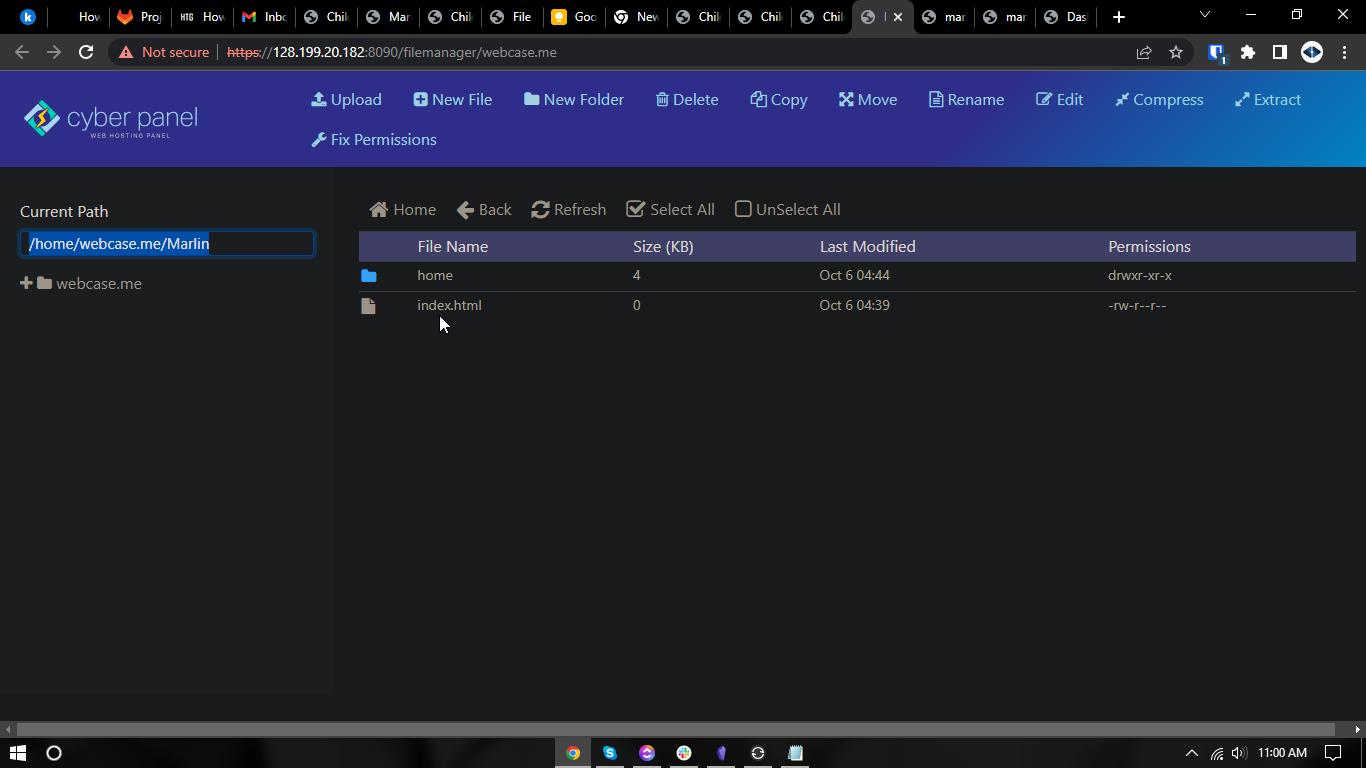 k How Proj HTG How Inbo Chil Mar Chil File Goo New Chil Chil Chil mar mar Das
Not secure https://128.199.20.182:8090/filemanager/webcase.me 1
cyber panel
WEB HOSTING PANEL
Upload New File New Folder Delete Copy Move Rename Edit Compress Extract
Fix Permissions
Current Path
/home/webcase.me/Marlin
webcase.me
Home Back Refresh Select All UnSelect All
File Name Size (KB) Last Modified Permissions
home 4 Oct 6 04:44 drwxr-xr-x
index.html 0 Oct 6 04:39 -rw-r--r--
11:00 AM